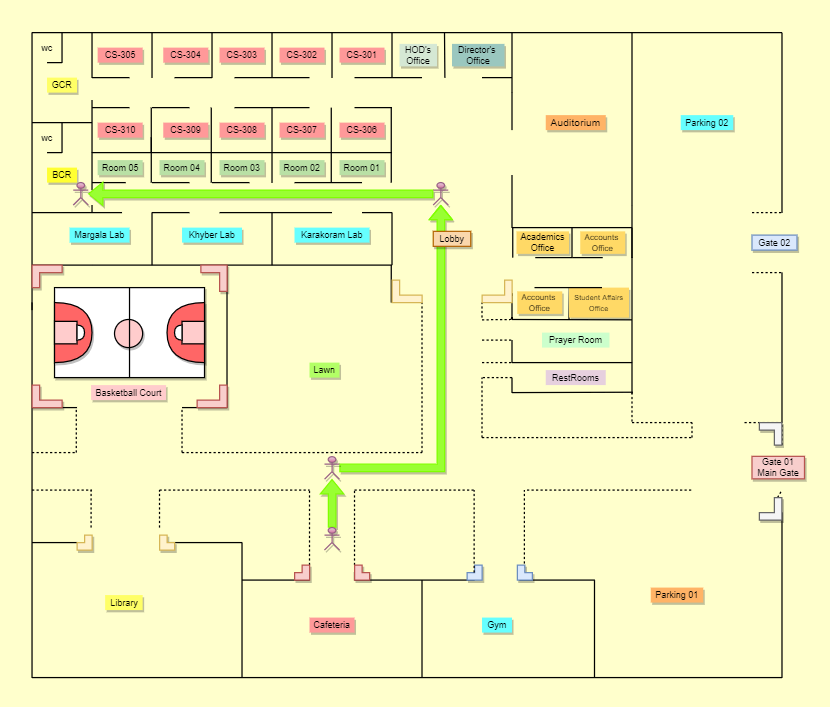 wc
CS-305
CS-304
CS-303
CS-302
CS-301
HOD's
Office
Director's
Office
GCR
Auditorium
Parking 02
wc
CS-310
CS-309
CS-308
CS-307
CS-306
BCR
Room 05
Room 04
Room 03
Room 02
Room 01
Margala Lab
Khyber Lab
Karakoram Lab
Lobby
Academics
Office
Accounts
Office
Gate 02
Accounts
Office
Student Affairs
Office
Prayer Room
Lawn
RestRooms
Basketball Court
Gate 01
Main Gate
Library
Cafeteria
Gym
Parking 01